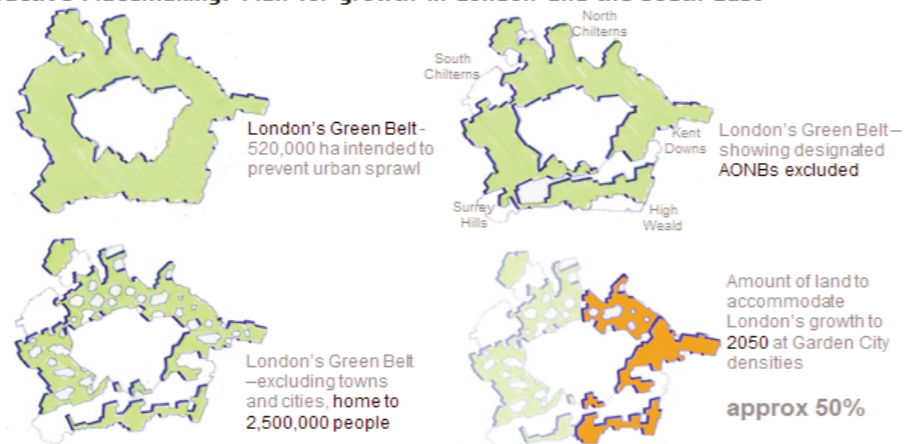 London's Green Belt -
520,000 ha intended to
prevent urban sprawl
North
Chilterns
South
Chilterns
Kent
Downs
Surrey
Hills
High
Weald
London's Green Belt –
showing designated
AONBs excluded
London's Green Belt
–excluding towns
and cities, home to
2,500,000 people
Amount of land to
accommodate
London's growth to
2050 at Garden City
densities
approx 50%